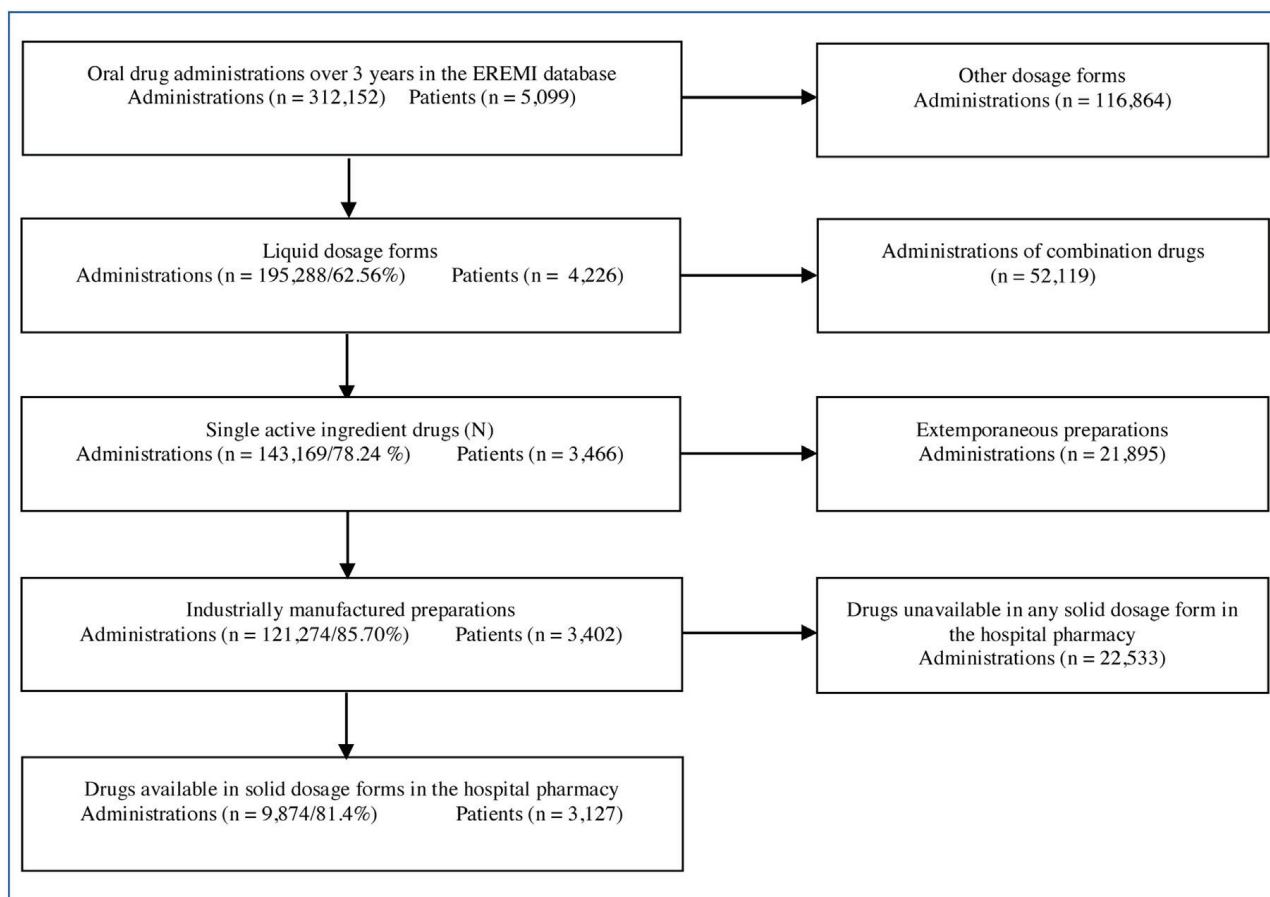 Oral drug administrations over 3 years in the EREMI database
Administrations (n = 312,152) Patients (n = 5,099)
Other dosage forms
Administrations (n = 116,864)
Liquid dosage forms
Administrations (n = 195,288/62.56%) Patients (n = 4,226)
Administrations of combination drugs
(n = 52,119)
Single active ingredient drugs (N)
Administrations (n = 143,169/78.24 %) Patients (n = 3,466)
Extemporaneous preparations
Administrations (n = 21,895)
Industrially manufactured preparations
Administrations (n = 121,274/85.70%) Patients (n = 3,402)
Drugs unavailable in any solid dosage form in
the hospital pharmacy
Administrations (n = 22,533)
Drugs available in solid dosage forms in the hospital pharmacy
Administrations (n = 9,874/81.4%) Patients (n = 3,127)